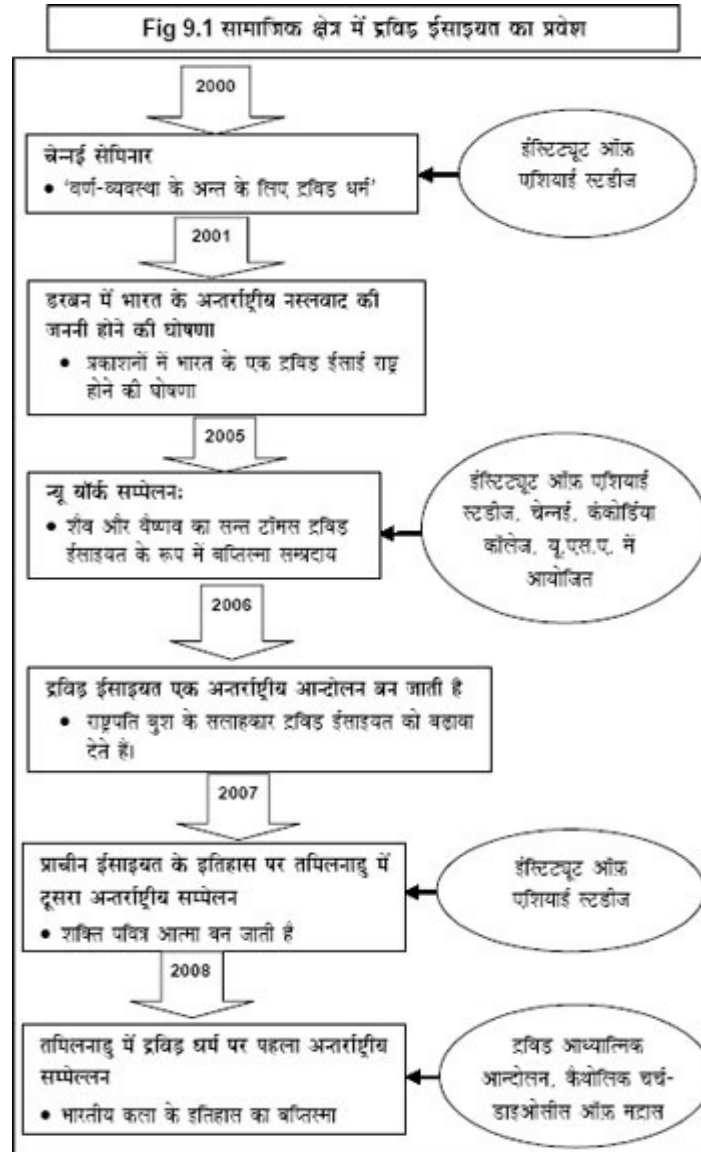 Fig 9.1 सामाजिक क्षेत्र में द्रविड़ ईसाइयत का प्रवेश
2000
चेन्नई सेमिनार
• 'वर्ण-व्यवस्था के अन्त के लिए द्रविड़ धर्म'
इंस्टिट्यूट ऑफ़
एशियाई स्टडीज
2001
डरबन में भारत के अन्तर्राष्ट्रीय नस्लवाद की
जननी होने की घोषणा
• प्रकाशनों में भारत के एक द्रविड़ ईसाई राष्ट्र
होने की घोषणा
2005
न्यू यॉर्क सम्मेलन:
• शैव और वैष्णव का सन्त टॉमस द्रविड़
ईसाइयत के रूप में बप्तिस्मा सम्प्रदाय
इंस्टिट्यूट ऑफ़ एशियाई
स्टडीज, चेन्नई, कंकोर्डिया
कॉलेज, यू.एस.ए. में
आयोजित
2006
द्रविड़ ईसाइयत एक अन्तर्राष्ट्रीय आन्दोलन बन जाती है
• राष्ट्रपति बुश के सलाहकार द्रविड़ ईसाइयत को बढ़ावा
देते हैं।
2007
प्राचीन ईसाइयत के इतिहास पर तमिलनाडु में
दूसरा अन्तर्राष्ट्रीय सम्मेलन
• शक्ति पवित्र आत्मा बन जाती है
इंस्टिट्यूट ऑफ़
एशियाई स्टडीज
2008
तमिलनाडु में द्रविड़ धर्म पर पहला अन्तर्राष्ट्रीय
सम्मेल्लन
• भारतीय कला के इतिहास का बप्तिस्मा
द्रविड़ आध्यात्मिक
आन्दोलन, कैथोलिक चर्च-
डाइओसीस ऑफ़ मद्रास